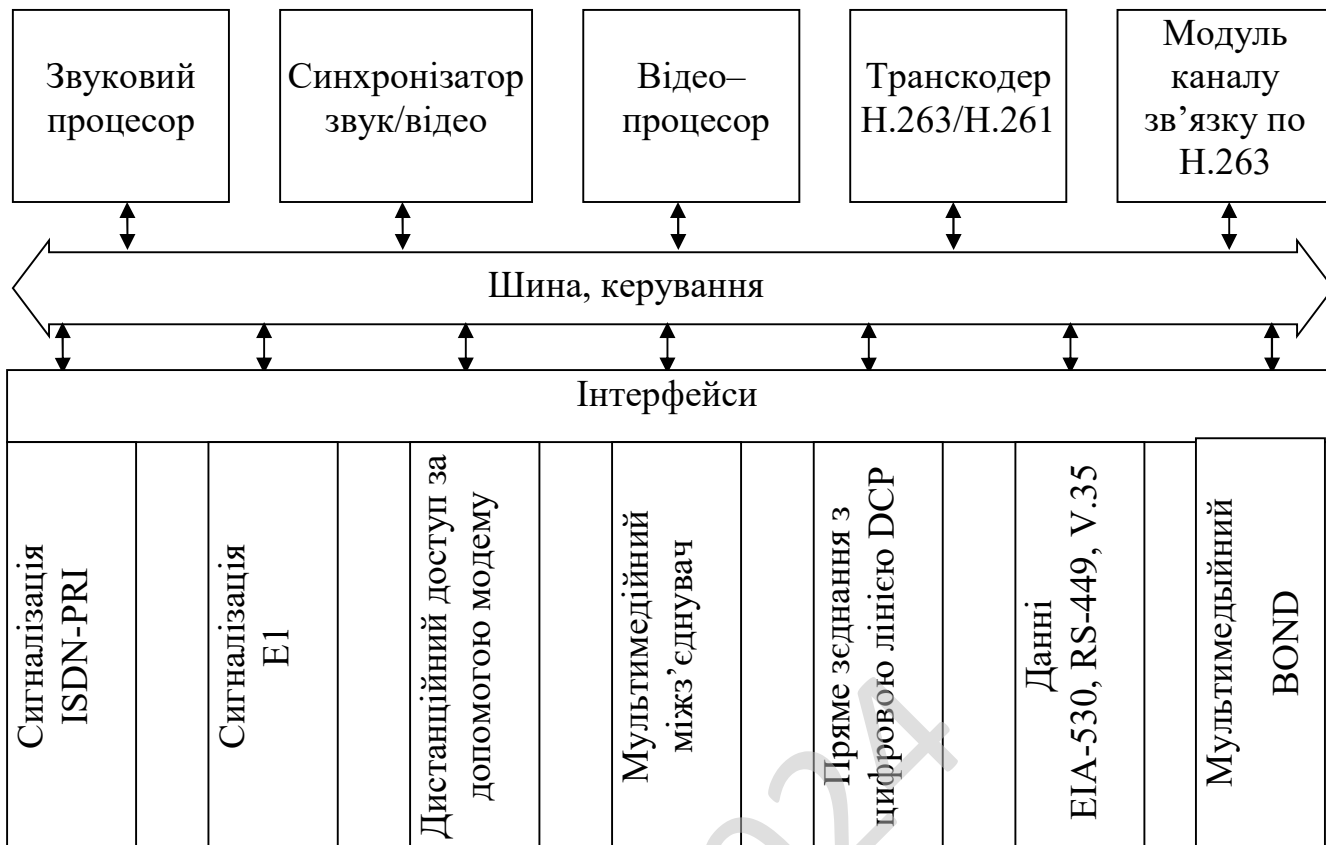 Звуковий
процесор
Синхронізатор
звук/відео
Відео–
процесор
Транскодер
H.263/H.261
Модуль
каналу
зв’язку по
H.263
Шина, керування
Інтерфейси
Сигналізація
ISDN-PRI
Сигналізація
E1
Дистанційний доступ за
допомогою модему
Мультимедійний
міжз’єднувач
Пряме зєднання з
цифровою лінією DCP
Данні
EIA-530, RS-449, V.35
Мультимедыйний
BOND